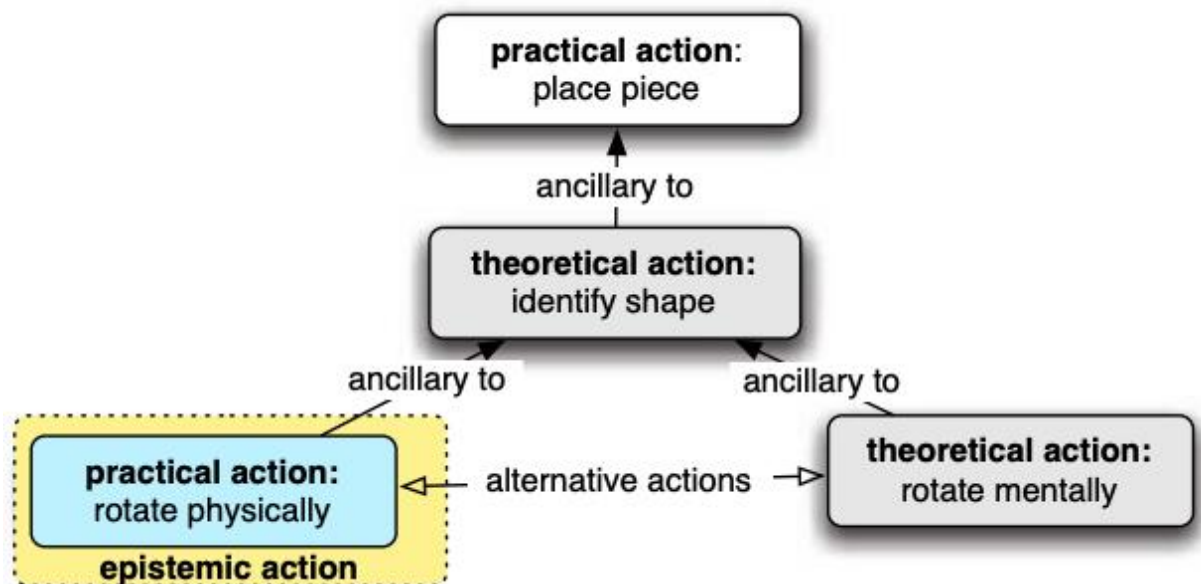 practical action:
place piece
ancillary to
theoretical action:
identify shape
ancillary to
ancillary to
practical action:
rotate physically
epistemic action
alternative actions
theoretical action:
rotate mentally